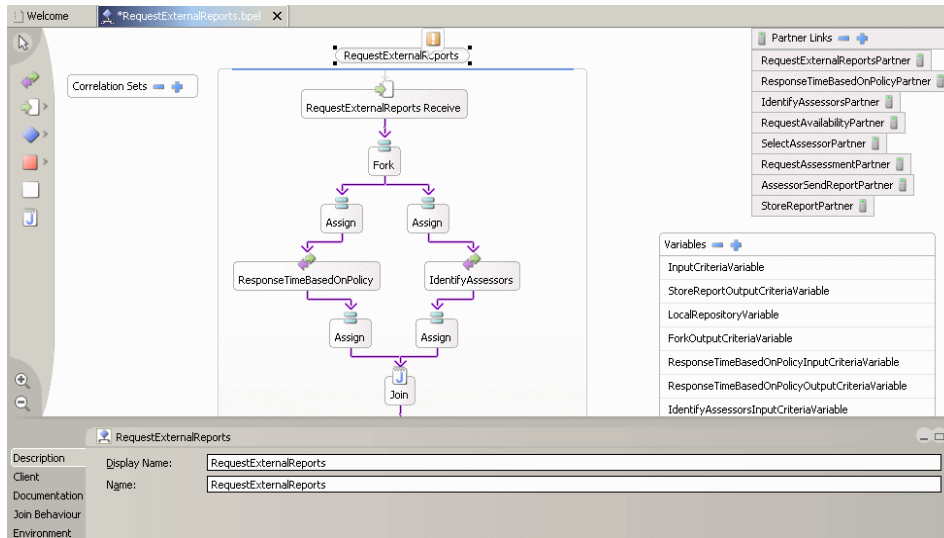 Welcome
*RequestExternalReports.bpel X
RequestExternalReports
Correlation Sets
RequestExternalReports Receive
Fork
Assign
Assign
ResponseTimeBasedOnPolicy
IdentifyAssessors
Assign
Assign
J
Join
Partner Links
RequestExternalReportsPartner
ResponseTimeBasedOnPolicyPartner
IdentifyAssessorsPartner
RequestAvailabilityPartner
SelectAssessorPartner
RequestAssessmentPartner
AssessorSendReportPartner
StoreReportPartner
Variables
InputCriteriaVariable
StoreReportOutputCriteriaVariable
LocalRepositoryVariable
ForkOutputCriteriaVariable
ResponseTimeBasedOnPolicyInputCriteriaVariable
ResponseTimeBasedOnPolicyOutputCriteriaVariable
IdentifyAssessorsInputCriteriaVariable
J
RequestExternalReports
Description
Client
Documentation
Join Behaviour
Environment
Display Name: RequestExternalReports
Name: RequestExternalReports